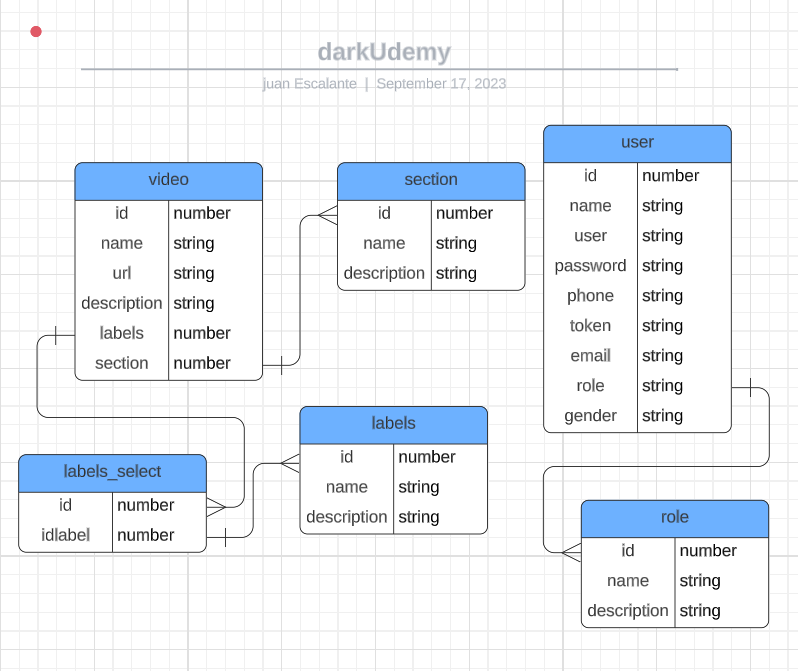 darkUdemy
juan Escalante | September 17, 2023
video
id number
name string
url string
description string
labels number
section number
section
id number
name string
description string
user
id number
name string
user string
password string
phone string
token string
email string
role string
gender string
labels_select
id number
idlabel number
labels
id number
name string
description string
role
id number
name string
description string